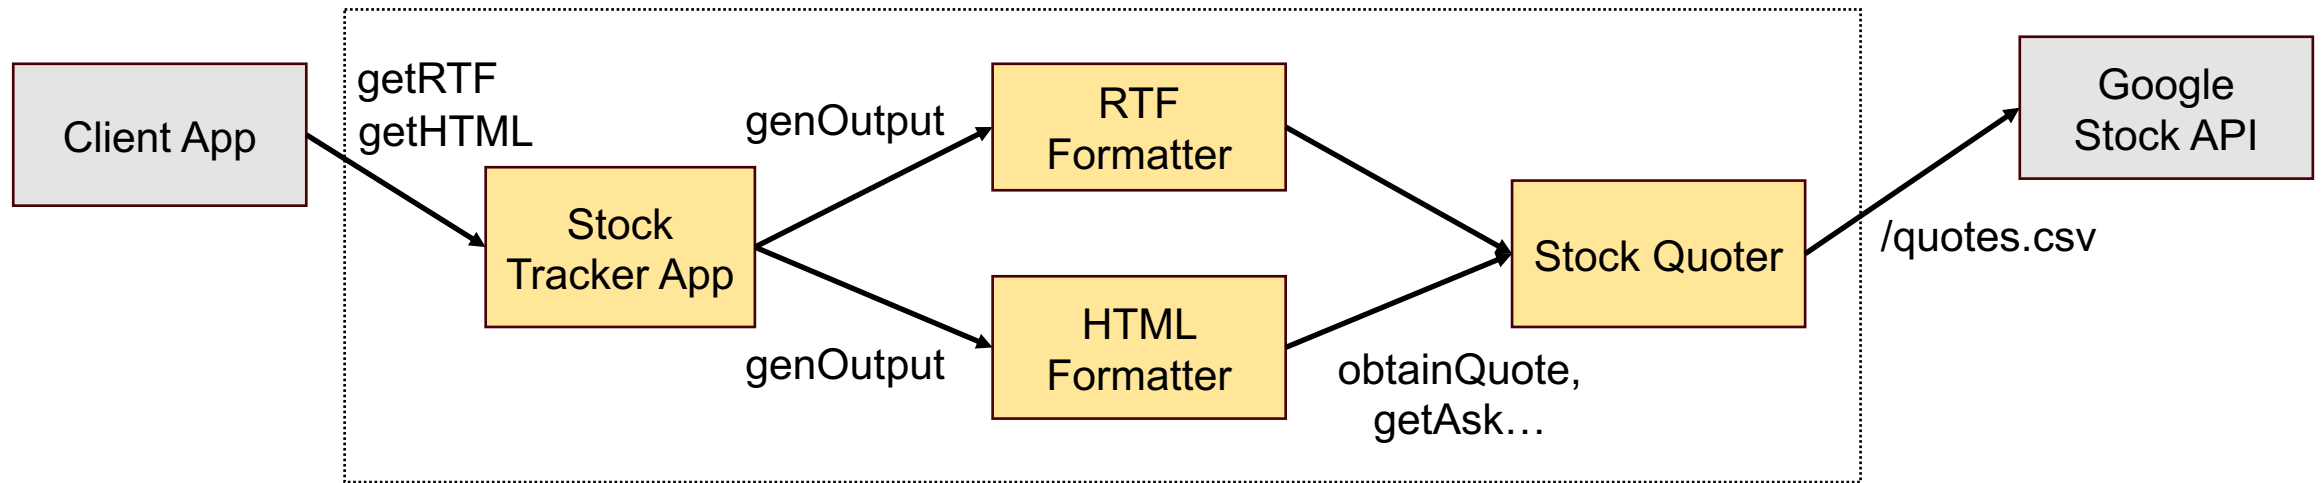 Client App
getRTF
getHTML
Stock
Tracker App
genOutput
genOutput
RTF
Formatter
HTML
Formatter
obtainQuote,
getAsk…
Stock Quoter
/quotes.csv
Google
Stock API